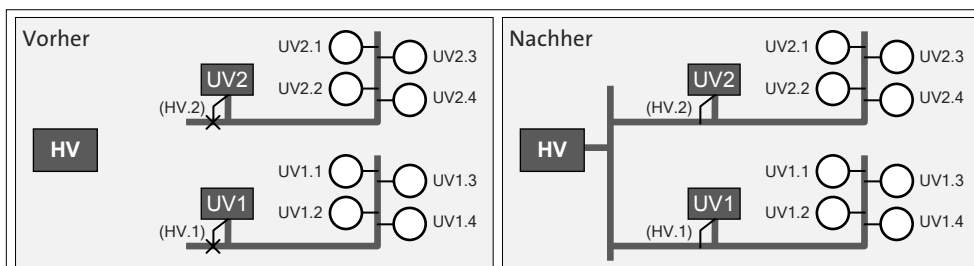 Vorher
UV2.1
UV2.3
UV2
UV2.2
(HV.2)
UV2.4
HV
UV1.1
UV1.3
UV1
UV1.2
(HV.1)
UV1.4
Nachher
UV2.1
UV2.3
UV2
UV2.2
(HV.2)
UV2.4
HV
UV1.1
UV1.3
UV1
UV1.2
(HV.1)
UV1.4